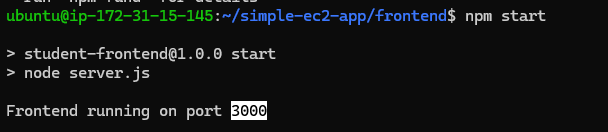 ubuntu@ip-172-31-15-145:~/simple-ec2-app/frontend$ npm start
> student-frontend@1.0.0 start
> node server.js
Frontend running on port 3000